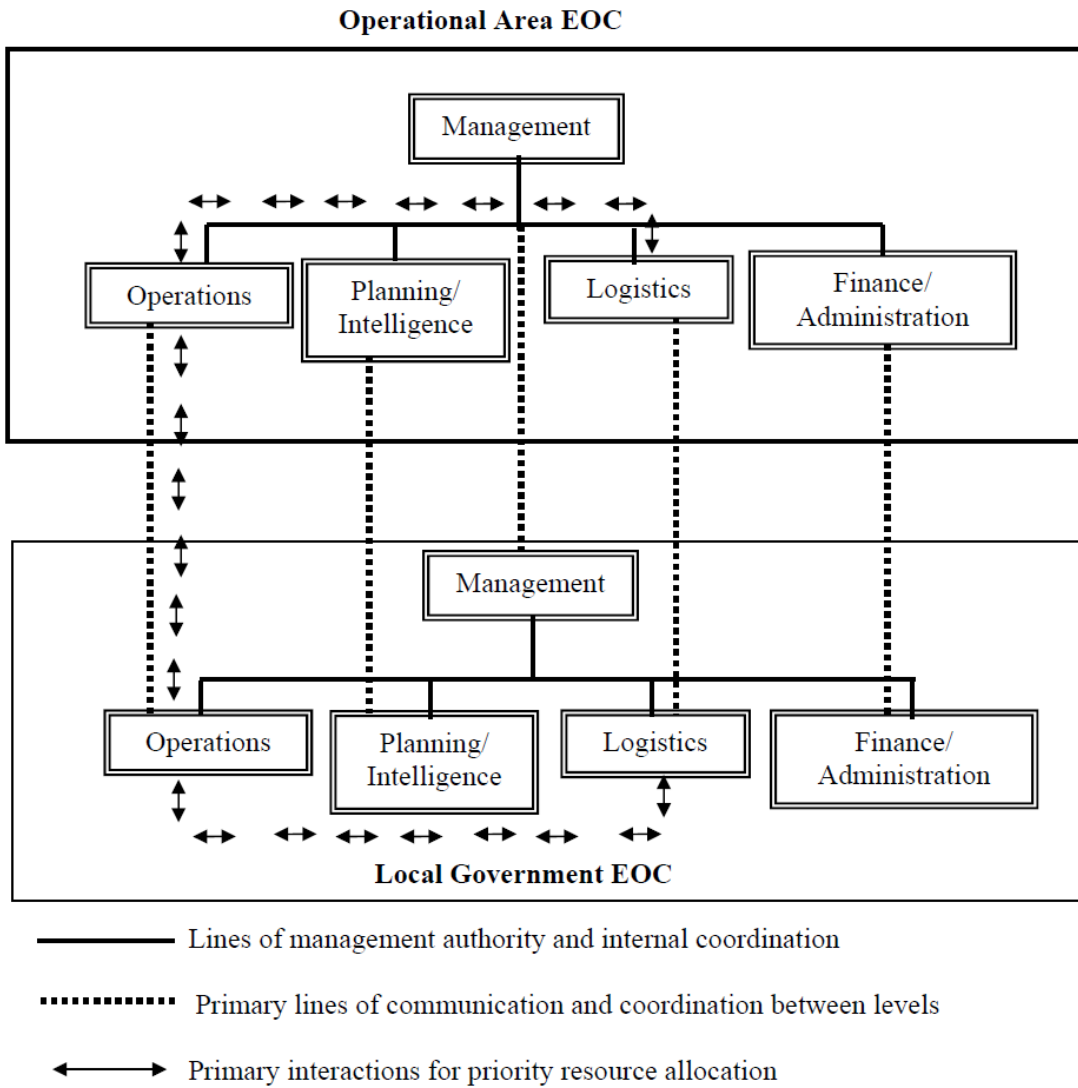 Operational Area EOC
Management
Operations
Planning/
Intelligence
Logistics
Finance/
Administration
Management
Operations
Planning/
Intelligence
Logistics
Finance/
Administration
Local Government EOC
Lines of management authority and internal coordination
Primary lines of communication and coordination between levels
Primary interactions for priority resource allocation